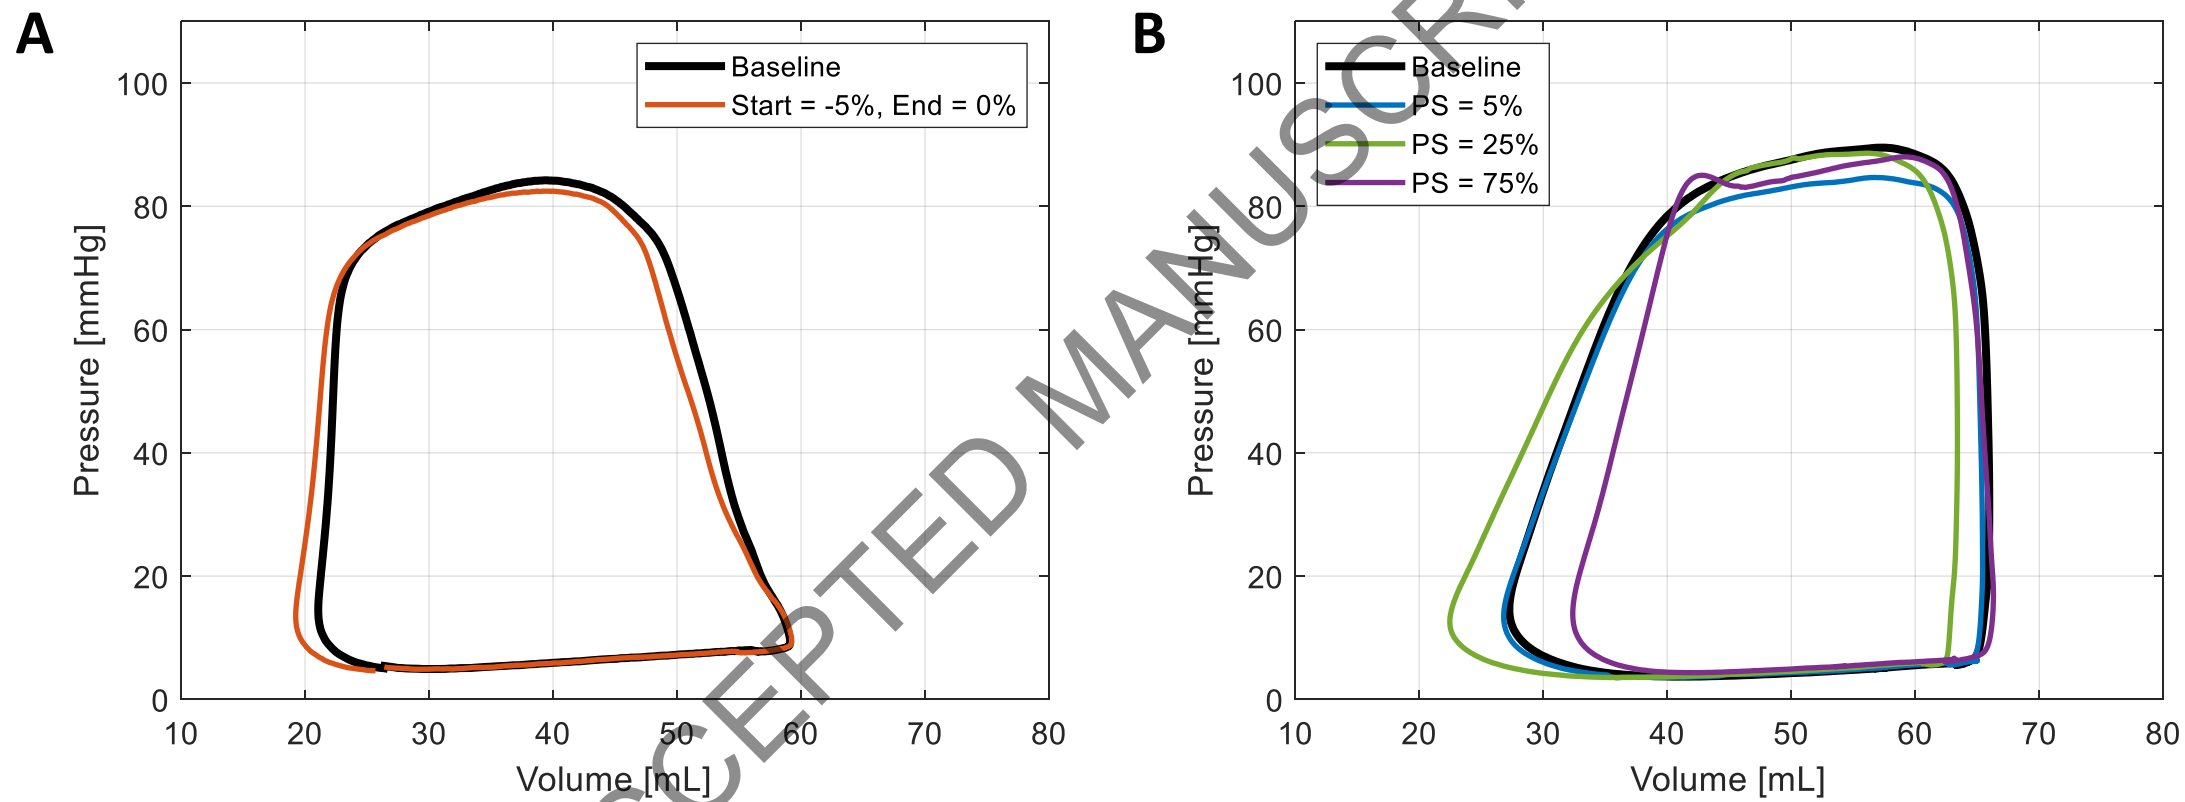 A
Pressure [mmHg]
100
80
60
40
20
0
10 20 30 40 50 60 70 80
Volume [mL]
Baseline
Start = -5%, End = 0%
B
Pressure [mmHg]
100
80
60
40
20
0
10 20 30 40 50 60 70 80
Volume [mL]
Baseline
PS = 5%
PS = 25%
PS = 75%
CCEPTED MANUSCR